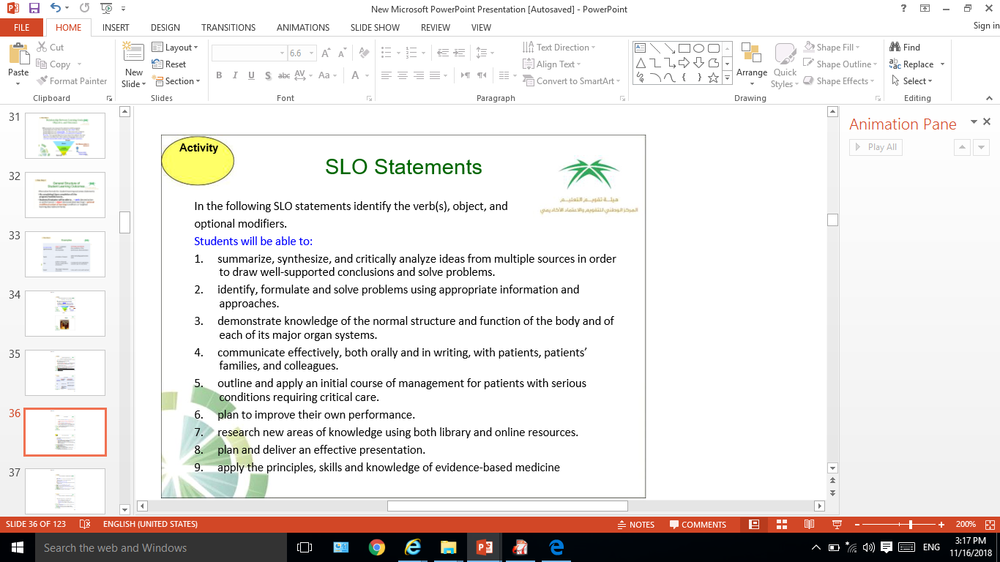 New Microsoft PowerPoint Presentation [Autosaved] - PowerPoint
FILE HOME INSERT DESIGN TRANSITIONS ANIMATIONS SLIDE SHOW REVIEW VIEW Sign in
Paste
Cut
Copy
Format Painter
Clipboard
New Slide
Layout
Reset
Section
Slides
6.6
B I U S abc AV Aa A
Font
Text Direction
Align Text
Convert to SmartArt
Paragraph
Arrange
Quick Styles
Shape Fill
Shape Outline
Shape Effects
Drawing
Find
Replace
Select
Editing
31
32
33
34
35
36
37
Activity
SLO Statements
هيئة تقويم التعليم
المركز الوطني للتقويم والاعتماد الأكاديمي
In the following SLO statements identify the verb(s), object, and
optional modifiers.
Students will be able to:
1. summarize, synthesize, and critically analyze ideas from multiple sources in order
to draw well-supported conclusions and solve problems.
2. identify, formulate and solve problems using appropriate information and
approaches.
3. demonstrate knowledge of the normal structure and function of the body and of
each of its major organ systems.
4. communicate effectively, both orally and in writing, with patients, patients’
families, and colleagues.
5. outline and apply an initial course of management for patients with serious
conditions requiring critical care.
6. plan to improve their own performance.
7. research new areas of knowledge using both library and online resources.
8. plan and deliver an effective presentation.
9. apply the principles, skills and knowledge of evidence-based medicine
Animation Pane
Play All
SLIDE 36 OF 123 ENGLISH (UNITED STATES) NOTES COMMENTS 200%
Search the web and Windows
ENG
3:17 PM
11/16/2018